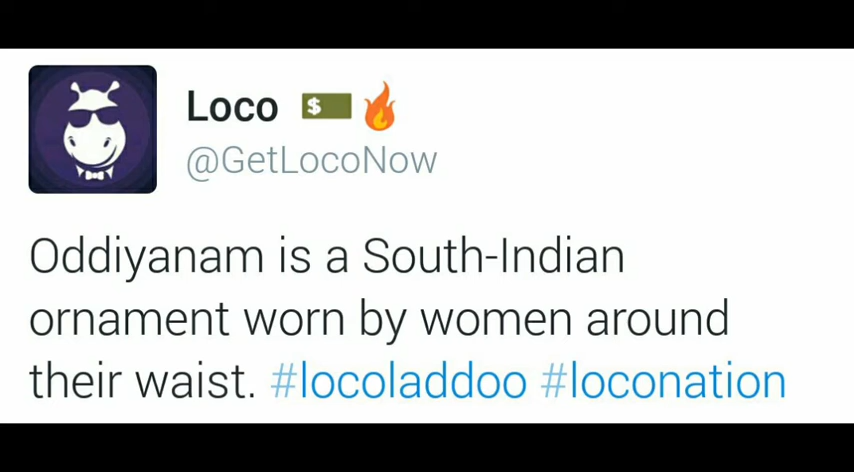 Loco 💵🔥
@GetLocoNow
Oddiyanam is a South-Indian
ornament worn by women around
their waist. #locoladdoo #loconation